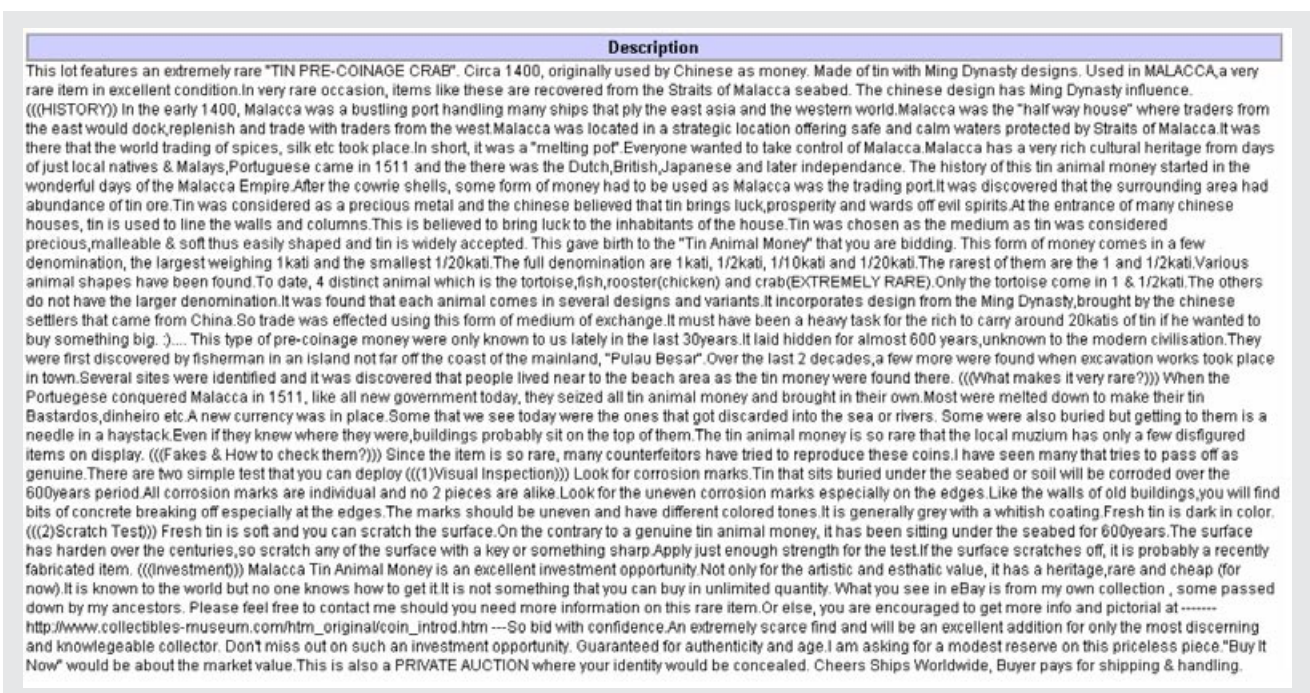 Description
This lot features an extremely rare "TIN PRE-COINAGE CRAB". Circa 1400, originally used by Chinese as money. Made of tin with Ming Dynasty designs. Used in MALACCA,a very
rare item in excellent condition.In very rare occasion, items like these are recovered from the Straits of Malacca seabed. The chinese design has Ming Dynasty influence.
(((HISTORY)) In the early 1400, Malacca was a bustling port handling many ships that ply the east asia and the western world.Malacca was the "half way house" where traders from
the east would dock,replenish and trade with traders from the west.Malacca was located in a strategic location offering safe and calm waters protected by Straits of Malacca.It was
there that the world trading of spices, silk etc took place.In short, it was a "melting pot".Everyone wanted to take control of Malacca.Malacca has a very rich cultural heritage from days
of just local natives & Malays,Portuguese came in 1511 and the there was the Dutch,British,Japanese and later independance. The history of this tin animal money started in the
wonderful days of the Malacca Empire.After the cowrie shells, some form of money had to be used as Malacca was the trading port.It was discovered that the surrounding area had
abundance of tin ore.Tin was considered as a precious metal and the chinese believed that tin brings luck,prosperity and wards off evil spirits.At the entrance of many chinese
houses, tin is used to line the walls and columns.This is believed to bring luck to the inhabitants of the house.Tin was chosen as the medium as tin was considered
precious,malleable & soft thus easily shaped and tin is widely accepted. This gave birth to the "Tin Animal Money" that you are bidding. This form of money comes in a few
denomination, the largest weighing 1kati and the smallest 1/20kati.The full denomination are 1kati, 1/2kati, 1/10kati and 1/20kati.The rarest of them are the 1 and 1/2kati.Various
animal shapes have been found.To date, 4 distinct animal which is the tortoise,fish,rooster(chicken) and crab(EXTREMELY RARE).Only the tortoise come in 1 & 1/2kati.The others
do not have the larger denomination.It was found that each animal comes in several designs and variants.It incorporates design from the Ming Dynasty,brought by the chinese
settlers that came from China.So trade was effected using this form of medium of exchange.It must have been a heavy task for the rich to carry around 20katis of tin if he wanted to
buy something big. :).... This type of pre-coinage money were only known to us lately in the last 30years.It laid hidden for almost 600 years,unknown to the modern civilisation.They
were first discovered by fisherman in an island not far off the coast of the mainland, "Pulau Besar".Over the last 2 decades,a few more were found when excavation works took place
in town.Several sites were identified and it was discovered that people lived near to the beach area as the tin money were found there. (((What makes it very rare?))) When the
Portuegese conquered Malacca in 1511, like all new government today, they seized all tin animal money and brought in their own.Most were melted down to make their tin
Bastardos,dinheiro etc.A new currency was in place.Some that we see today were the ones that got discarded into the sea or rivers. Some were also buried but getting to them is a
needle in a haystack.Even if they knew where they were,buildings probably sit on the top of them.The tin animal money is so rare that the local muzium has only a few disfigured
items on display. (((Fakes & How to check them?))) Since the item is so rare, many counterfeitors have tried to reproduce these coins.I have seen many that tries to pass off as
genuine.There are two simple test that you can deploy (((1)Visual Inspection))) Look for corrosion marks.Tin that sits buried under the seabed or soil will be corroded over the
600years period.All corrosion marks are individual and no 2 pieces are alike.Look for the uneven corrosion marks especially on the edges.Like the walls of old buildings,you will find
bits of concrete breaking off especially at the edges.The marks should be uneven and have different colored tones.It is generally grey with a whitish coating.Fresh tin is dark in color.
(((2)Scratch Test))) Fresh tin is soft and you can scratch the surface.On the contrary to a genuine tin animal money, it has been sitting under the seabed for 600years.The surface
has harden over the centuries,so scratch any of the surface with a key or something sharp.Apply just enough strength for the test.If the surface scratches off, it is probably a recently
fabricated item. (((Investment))) Malacca Tin Animal Money is an excellent investment opportunity.Not only for the artistic and esthatic value, it has a heritage,rare and cheap (for
now).It is known to the world but no one knows how to get it.It is not something that you can buy in unlimited quantity. What you see in eBay is from my own collection , some passed
down by my ancestors. Please feel free to contact me should you need more information on this rare item.Or else, you are encouraged to get more info and pictorial at -------
http://www.collectibles-museum.com/htm_original/coin_introd.htm ---So bid with confidence.An extremely scarce find and will be an excellent addition for only the most discerning
and knowlegeable collector. Don't miss out on such an investment opportunity. Guaranteed for authenticity and age.I am asking for a modest reserve on this priceless piece."Buy It
Now" would be about the market value.This is also a PRIVATE AUCTION where your identity would be concealed. Cheers Ships Worldwide, Buyer pays for shipping & handling.